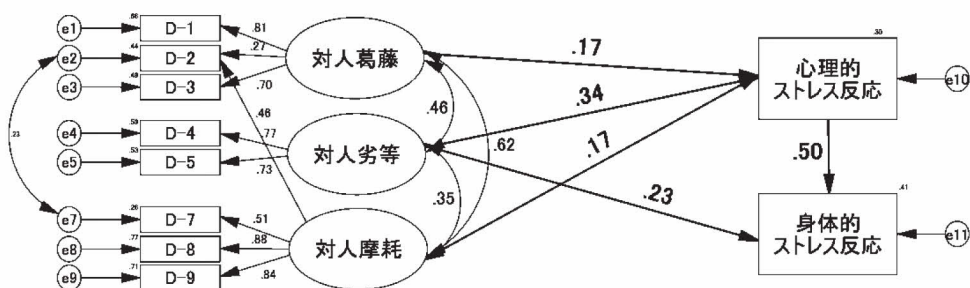 e1
.66
D-1
.81
e2
.44
D-2
.27
e3
.49
D-3
.70
対人葛藤
.46
.17
.35
心理的
ストレス反応
e10
.23
e4
.59
D-4
.77
e5
.53
D-5
.73
対人劣等
.46
.34
.62
.17
.50
.35
.23
e7
.26
D-7
.51
e8
.77
D-8
.88
e9
.71
D-9
.84
対人摩耗
.41
身体的
ストレス反応
e11